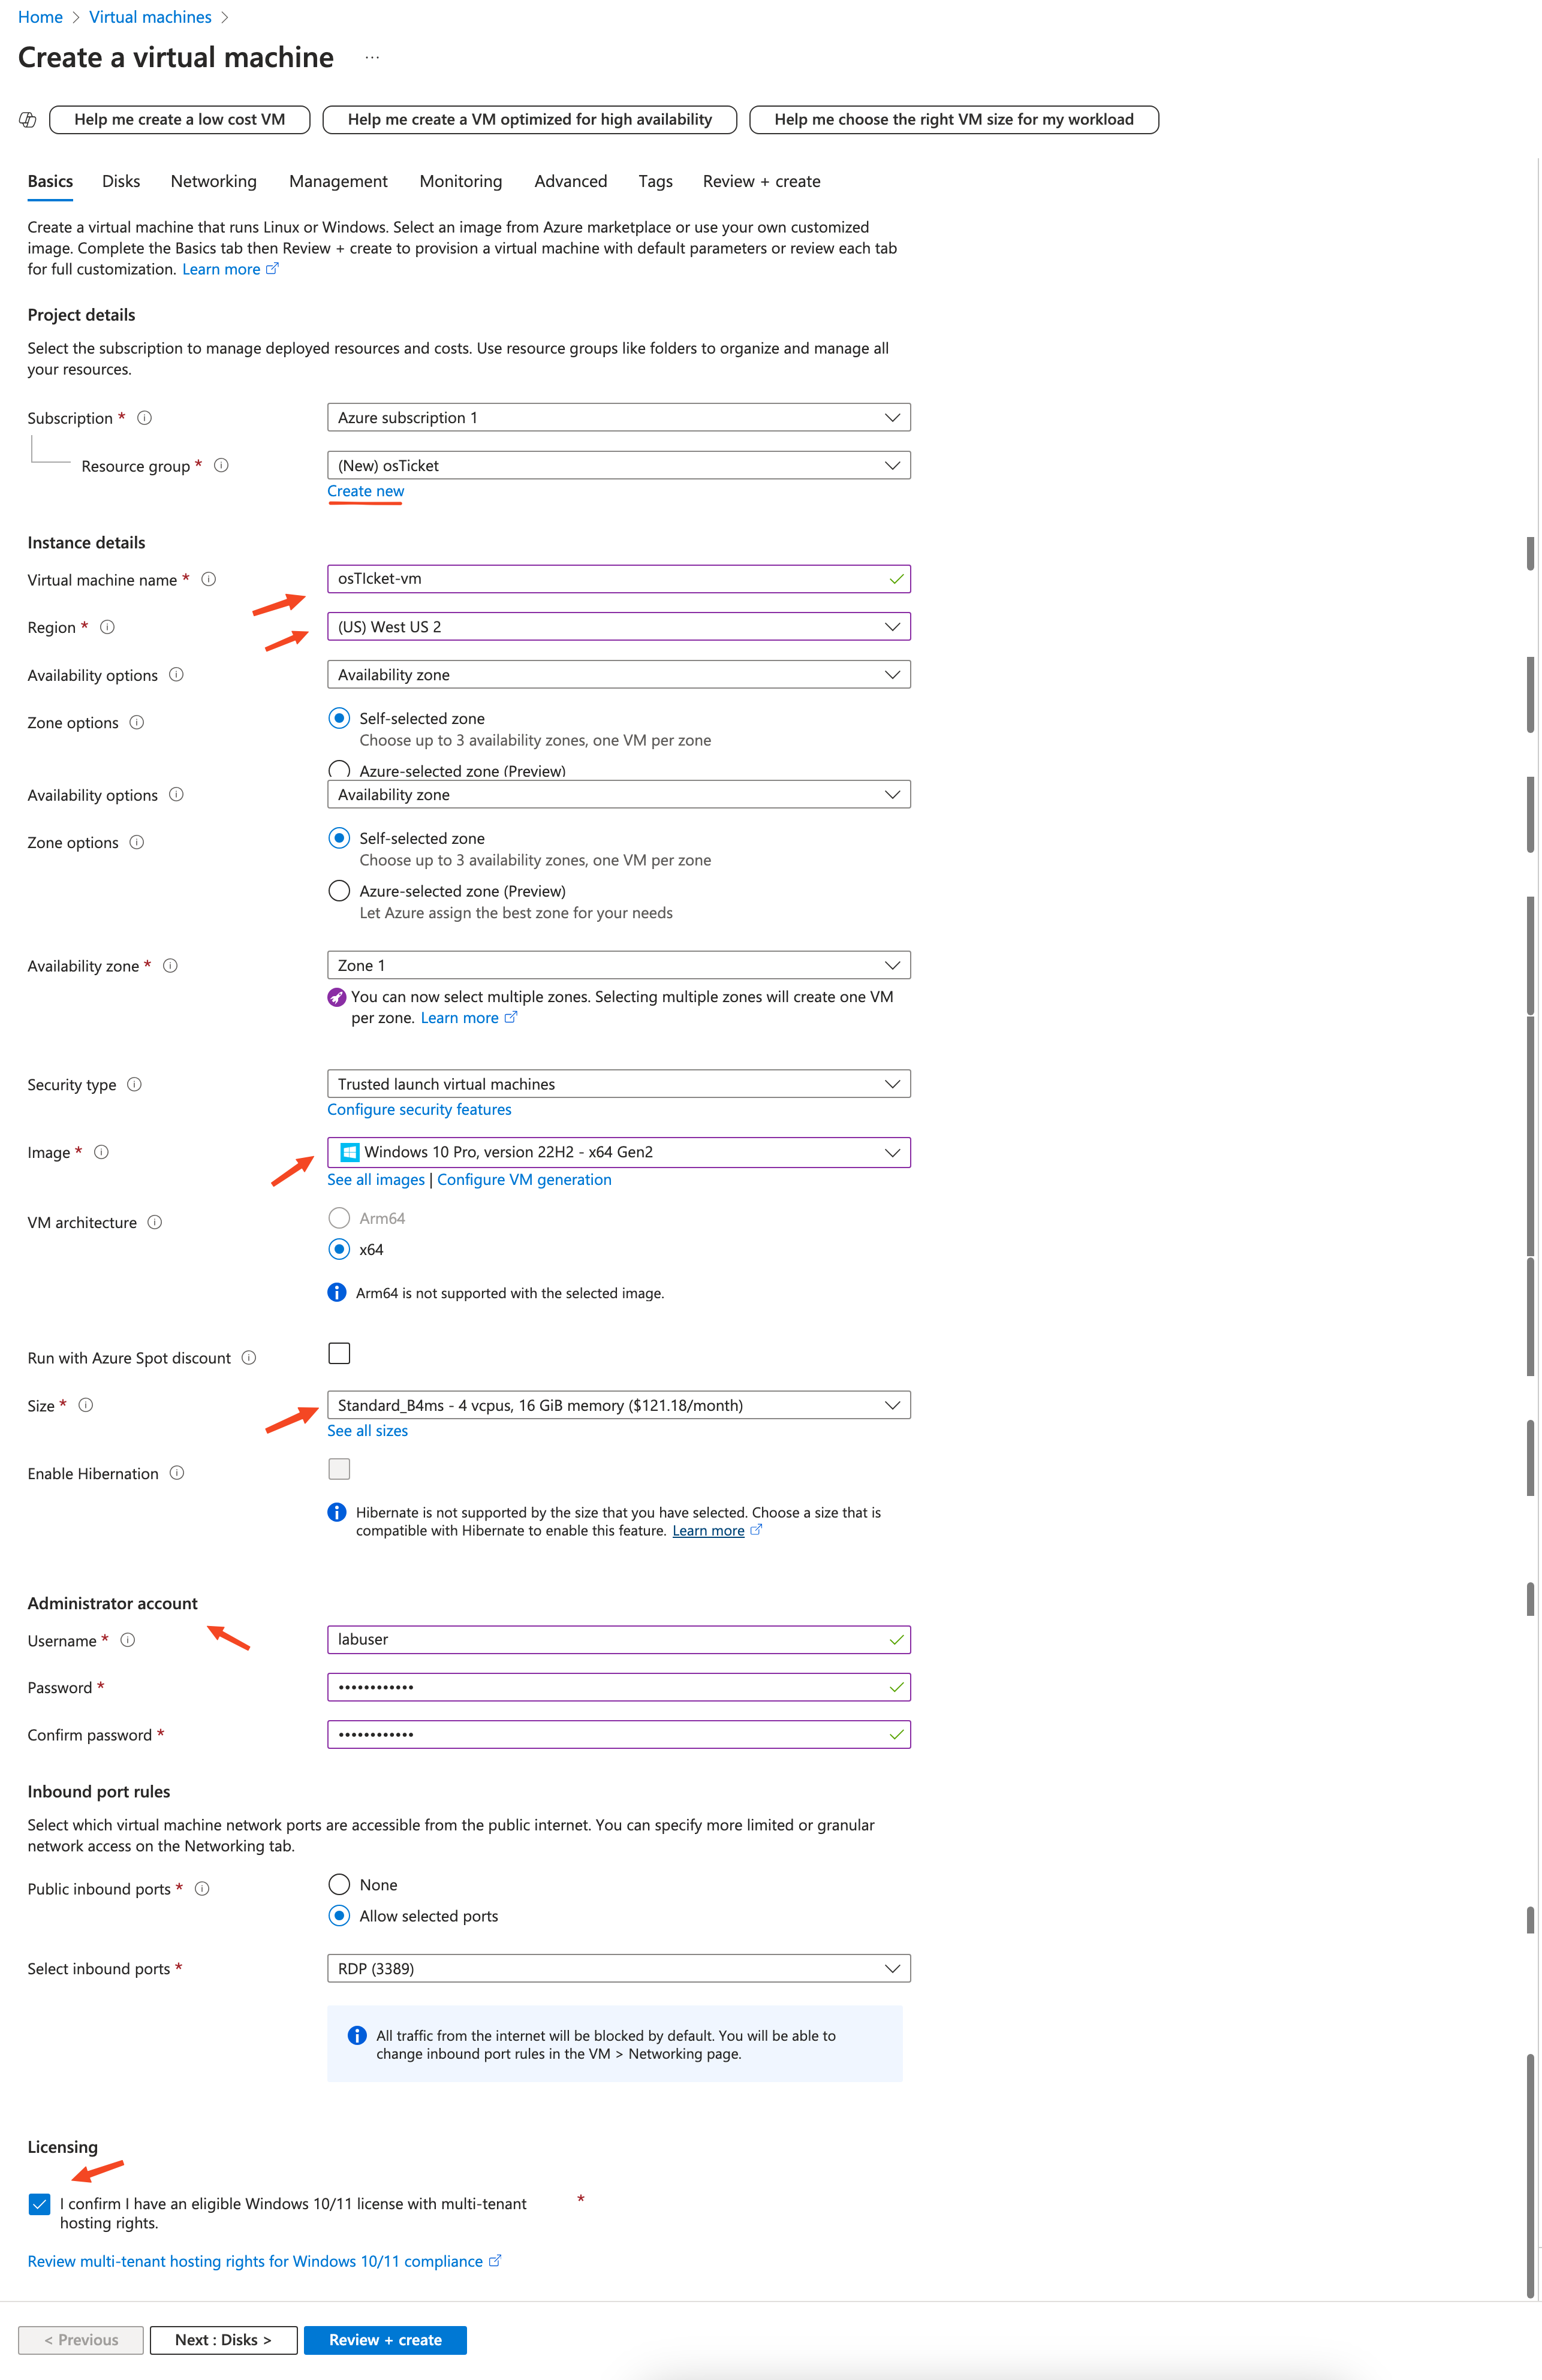 Home > Virtual machines >
Create a virtual machine ...
Help me create a low cost VM
Help me create a VM optimized for high availability
Help me choose the right VM size for my workload
Basics Disks Networking Management Monitoring Advanced Tags Review + create
Create a virtual machine that runs Linux or Windows. Select an image from Azure marketplace or use your own customized
image. Complete the Basics tab then Review + create to provision a virtual machine with default parameters or review each tab
for full customization. Learn more
Project details
Select the subscription to manage deployed resources and costs. Use resource groups like folders to organize and manage all
your resources.
Subscription * Azure subscription 1
Resource group * (New) osTicket
Create new
Instance details
Virtual machine name * osTIcket-vm
Region * (US) West US 2
Availability options Availability zone
Zone options Self-selected zone
Choose up to 3 availability zones, one VM per zone
Azure-selected zone (Preview)
Availability options Availability zone
Zone options Self-selected zone
Choose up to 3 availability zones, one VM per zone
Azure-selected zone (Preview)
Let Azure assign the best zone for your needs
Availability zone * Zone 1
You can now select multiple zones. Selecting multiple zones will create one VM
per zone. Learn more
Security type Trusted launch virtual machines
Configure security features
Image * Windows 10 Pro, version 22H2 - x64 Gen2
See all images | Configure VM generation
VM architecture Arm64
x64
Arm64 is not supported with the selected image.
Run with Azure Spot discount
Size * Standard_B4ms - 4 vcpus, 16 GiB memory ($121.18/month)
See all sizes
Enable Hibernation
Hibernate is not supported by the size that you have selected. Choose a size that is
compatible with Hibernate to enable this feature. Learn more
Administrator account
Username * labuser
Password * ••••••••••••
Confirm password * ••••••••••••
Inbound port rules
Select which virtual machine network ports are accessible from the public internet. You can specify more limited or granular
network access on the Networking tab.
Public inbound ports * None
Allow selected ports
Select inbound ports * RDP (3389)
All traffic from the internet will be blocked by default. You will be able to
change inbound port rules in the VM > Networking page.
Licensing
I confirm I have an eligible Windows 10/11 license with multi-tenant *
hosting rights.
Review multi-tenant hosting rights for Windows 10/11 compliance
< Previous Next : Disks > Review + create